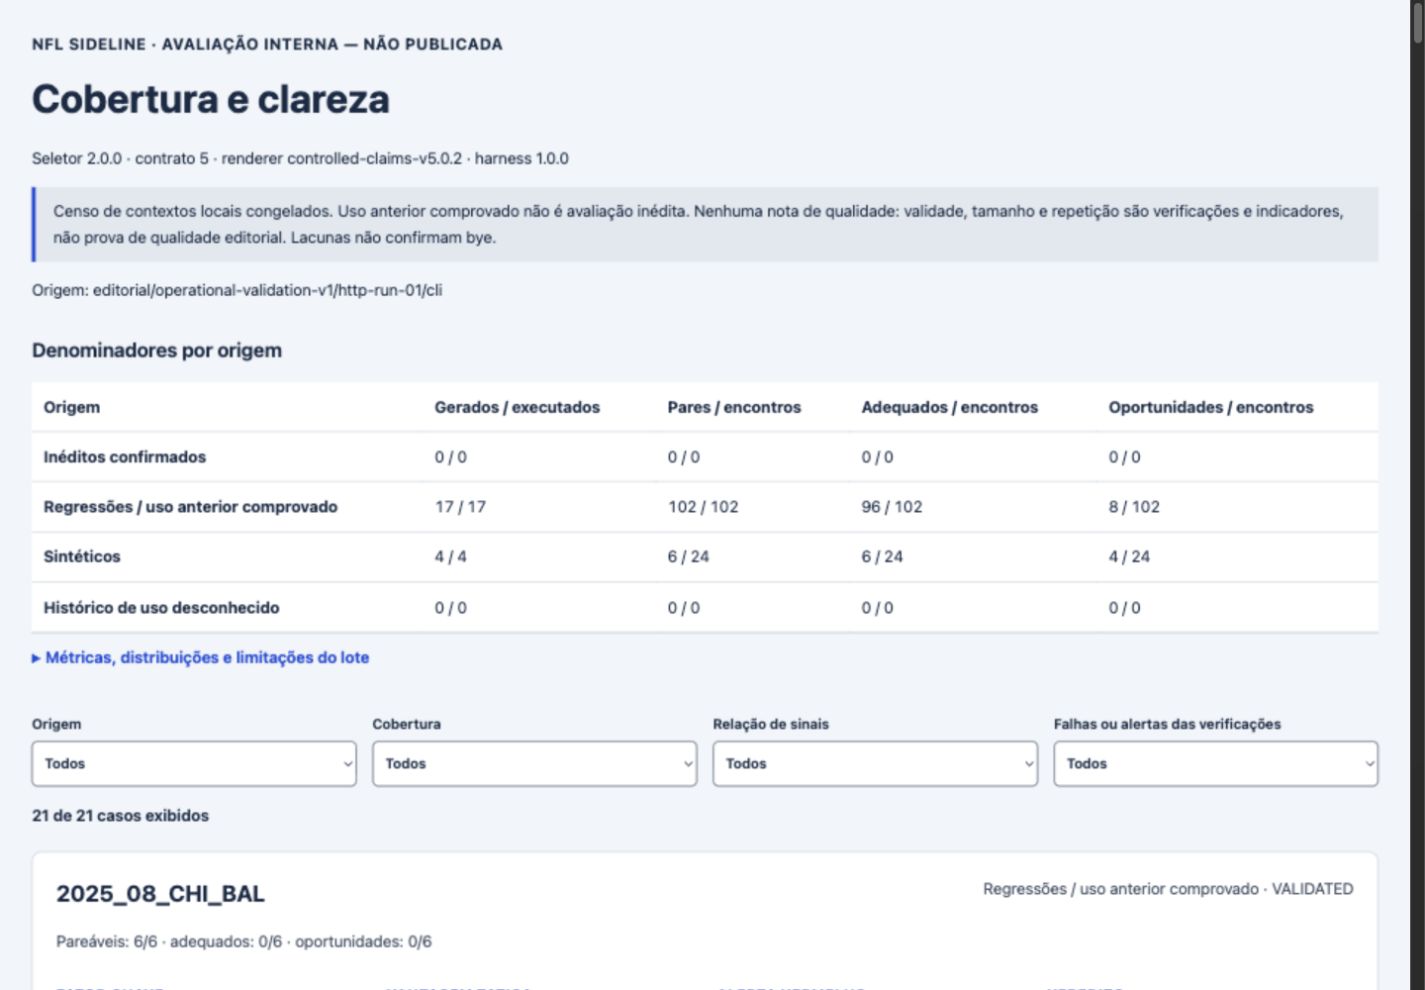 NFL SIDELINE · AVALIAÇÃO INTERNA — NÃO PUBLICADA
Cobertura e clareza
Seletor 2.0.0 · contrato 5 · renderer controlled-claims-v5.0.2 · harness 1.0.0
Censo de contextos locais congelados. Uso anterior comprovado não é avaliação inédita. Nenhuma nota de qualidade: validade, tamanho e repetição são verificações e indicadores,
não prova de qualidade editorial. Lacunas não confirmam bye.
Origem: editorial/operational-validation-v1/http-run-01/cli
Denominadores por origem
Origem Gerados / executados Pares / encontros Adequados / encontros Oportunidades / encontros
Inéditos confirmados 0 / 0 0 / 0 0 / 0 0 / 0
Regressões / uso anterior comprovado 17 / 17 102 / 102 96 / 102 8 / 102
Sintéticos 4 / 4 6 / 24 6 / 24 4 / 24
Histórico de uso desconhecido 0 / 0 0 / 0 0 / 0 0 / 0
▸ Métricas, distribuições e limitações do lote
Origem Cobertura Relação de sinais Falhas ou alertas das verificações
Todos Todos Todos Todos
21 de 21 casos exibidos
2025_08_CHI_BAL Regressões / uso anterior comprovado · VALIDATED
Pareáveis: 6/6 · adequados: 0/6 · oportunidades: 0/6